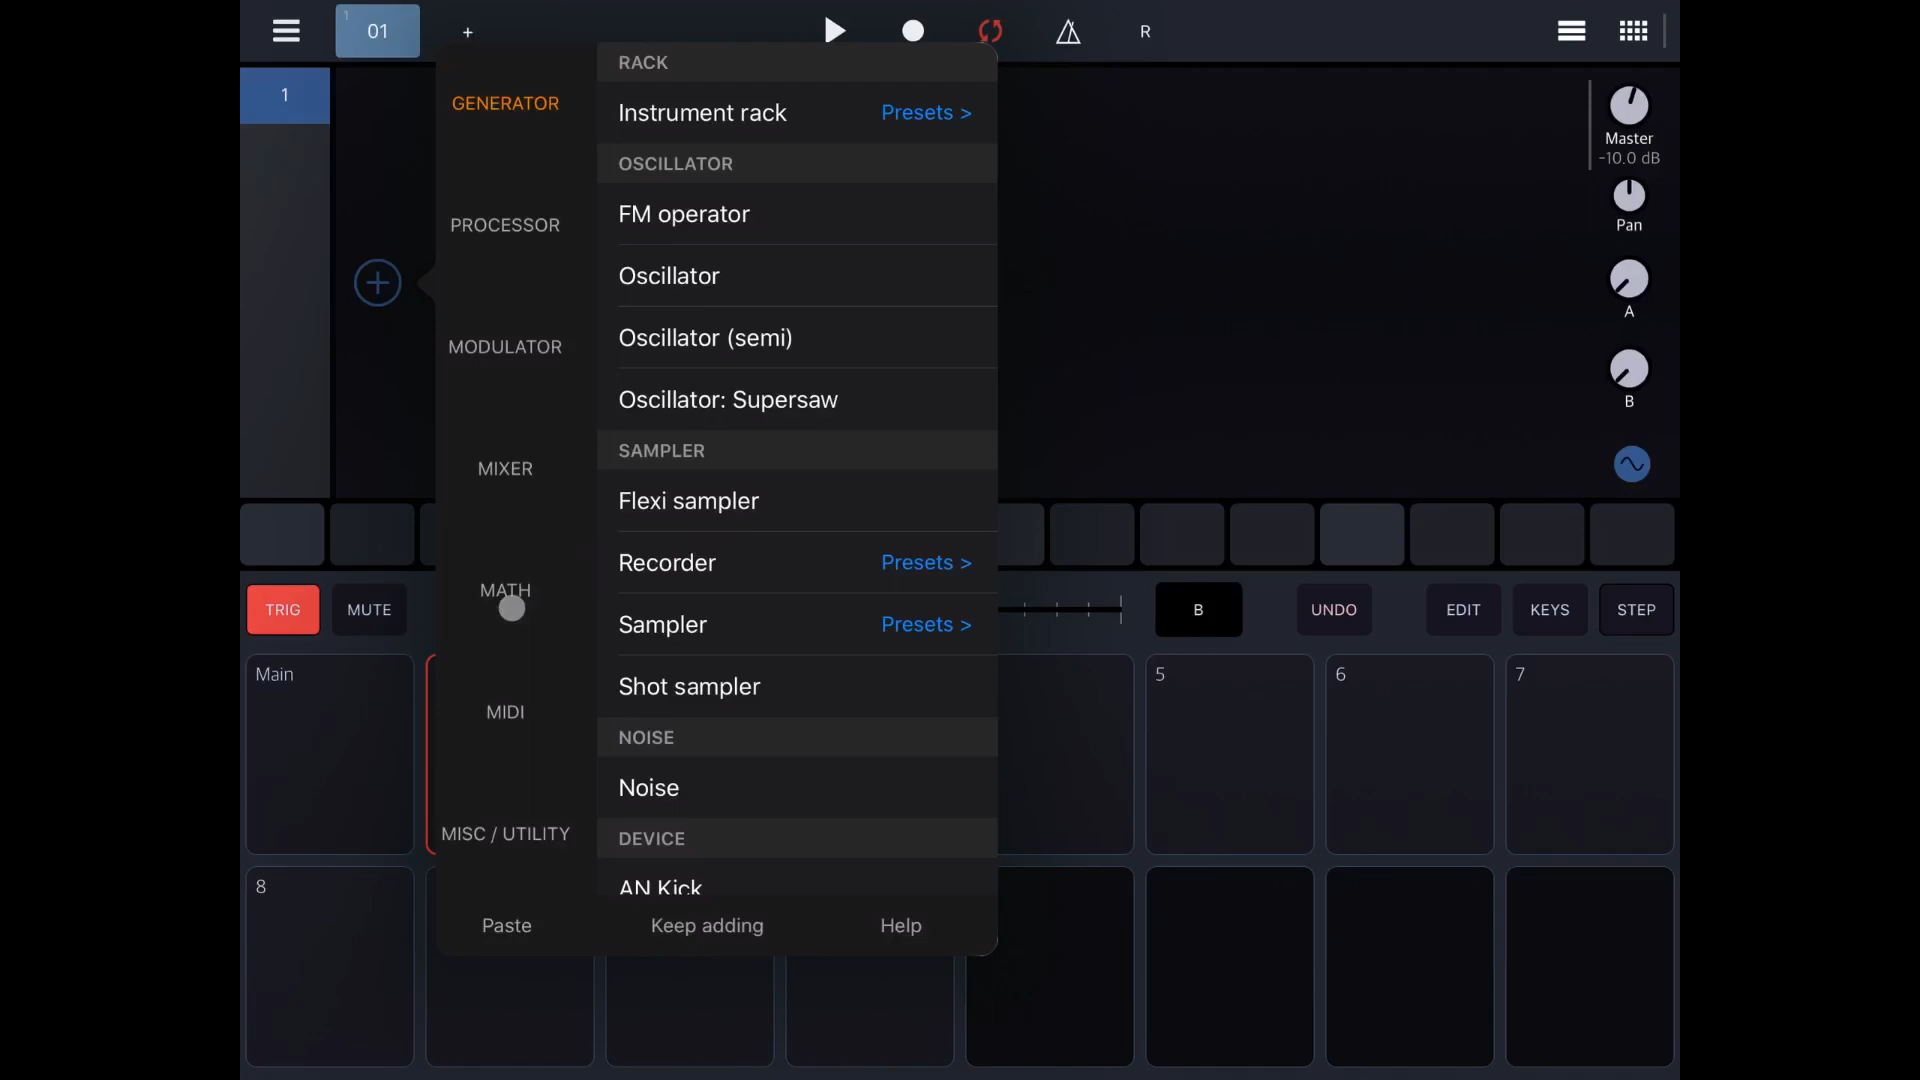 1
01
+
R
1
GENERATOR
PROCESSOR
MODULATOR
MIXER
MATH
MIDI
MISC / UTILITY
RACK
Instrument rack Presets >
OSCILLATOR
FM operator
Oscillator
Oscillator (semi)
Oscillator: Supersaw
SAMPLER
Flexi sampler
Recorder Presets >
Sampler Presets >
Shot sampler
NOISE
Noise
DEVICE
AN Kick
Paste Keep adding Help
Master
-10.0 dB
Pan
A
B
TRIG MUTE B UNDO EDIT KEYS STEP
Main 5 6 7
8